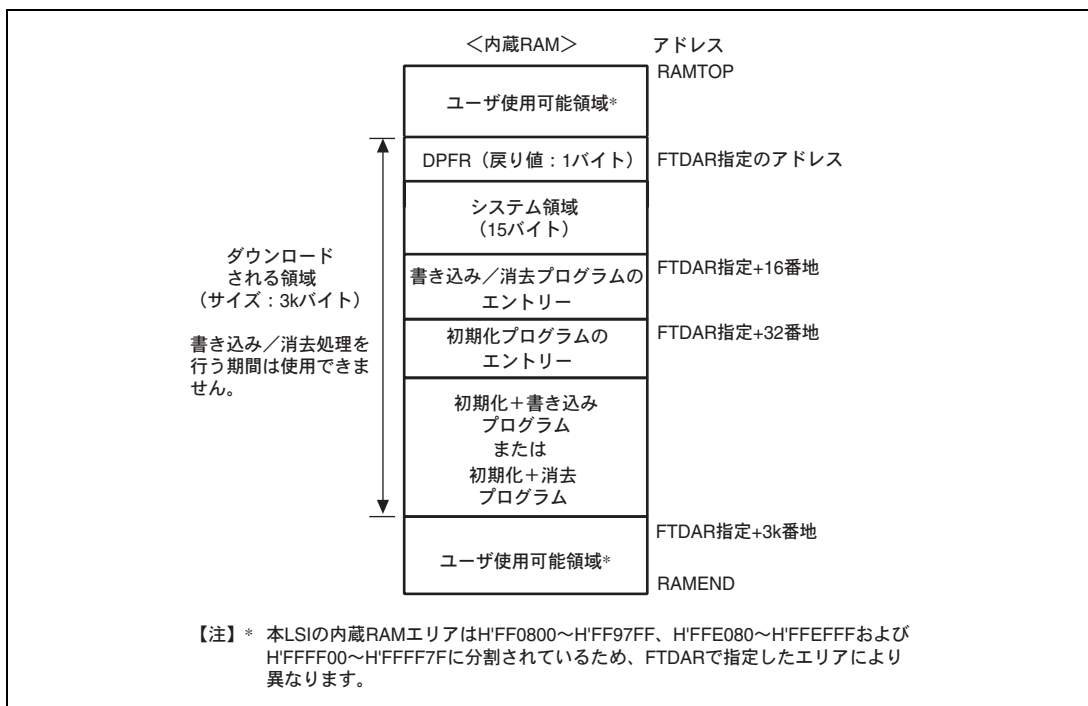 ＜内蔵RAM＞
アドレス
RAMTOP
ユーザ使用可能領域*
DPFR（戻り値：1バイト）
FTDAR指定のアドレス
システム領域
（15バイト）
ダウンロード
される領域
（サイズ：3kバイト）
書き込み／消去処理を
行う期間は使用できま
せん。
書き込み／消去プログラムの
エントリー
FTDAR指定+16番地
初期化プログラムの
エントリー
FTDAR指定+32番地
初期化＋書き込み
プログラム
または
初期化＋消去
プログラム
FTDAR指定+3k番地
ユーザ使用可能領域*
RAMEND
【注】* 本LSIの内蔵RAMエリアはH'FF0800～H'FF97FF、H'FFE080～H'FFEFFFおよび
H'FFFF00～H'FFFF7Fに分割されているため、FTDARで指定したエリアにより
異なります。